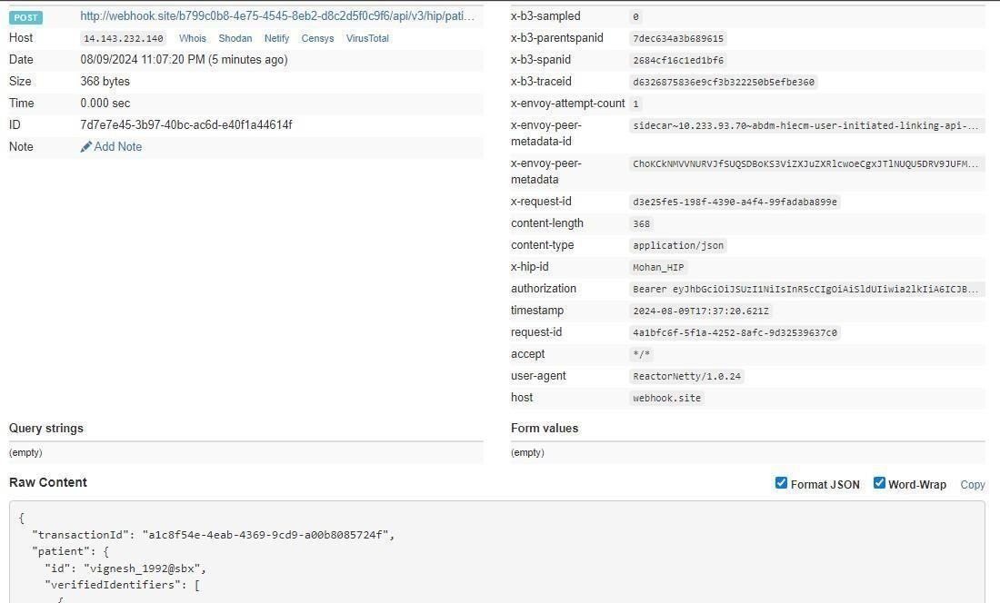 POST http://webhook.site/b799c0b8-4e75-4545-8eb2-d8c2d5f0c9f6/api/v3/hip/pati...
Host 14.143.232.140 Whois Shodan Netify Censys VirusTotal
Date 08/09/2024 11:07:20 PM (5 minutes ago)
Size 368 bytes
Time 0.000 sec
ID 7d7e7e45-3b97-40bc-ac6d-e40f1a44614f
Note Add Note
x-b3-sampled 0
x-b3-parentspanid 7dec634a3b689615
x-b3-spanid 2684cf16c1ed1bf6
x-b3-traceid d6326875836e9cf3b322250b5efbe360
x-envoy-attempt-count 1
x-envoy-peer- sidecar~10.233.93.70~abdm-hiecm-user-initiated-linking-api-...
metadata-id
x-envoy-peer- ChoKCkNMVVNURVJfSUQSDBoKS3ViZXJuZXRlcwoeCgxJTlNUQU5DRV9JUFM...
metadata
x-request-id d3e25fe5-198f-4390-a4f4-99fadaba899e
content-length 368
content-type application/json
x-hip-id Mohan_HIP
authorization Bearer eyJhbGciOiJSUzI1NiIsInR5cCIgOiAiSldUIiwia2lkIiA6ICJB...
timestamp 2024-08-09T17:37:20.621Z
request-id 4a1bfc6f-5f1a-4252-8afc-9d32539637c0
accept */*
user-agent ReactorNetty/1.0.24
host webhook.site
Query strings
(empty)
Form values
(empty)
Raw Content Format JSON Word-Wrap Copy
{
"transactionId": "a1c8f54e-4eab-4369-9cd9-a00b8085724f",
"patient": {
"id": "vignesh_1992@sbx",
"verifiedIdentifiers": [
{